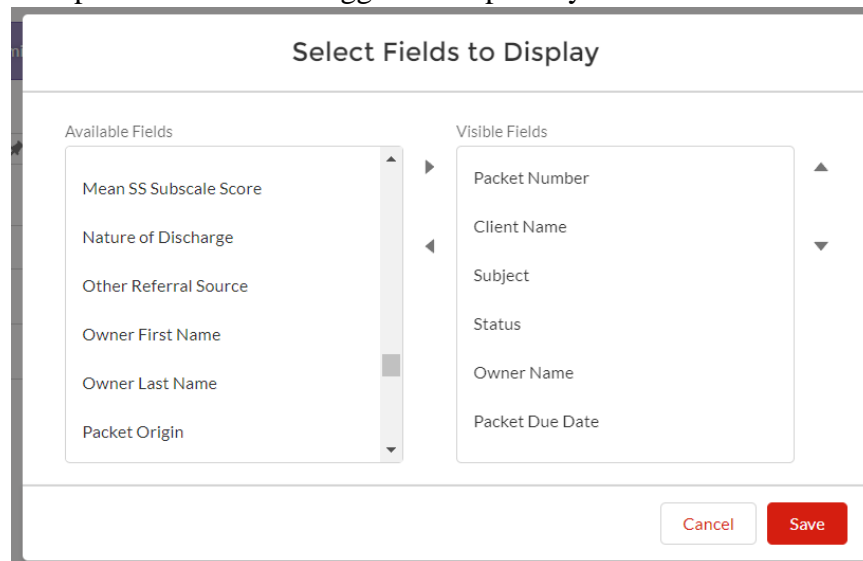 Select Fields to Display
Available Fields
Mean SS Subscale Score
Nature of Discharge
Other Referral Source
Owner First Name
Owner Last Name
Packet Origin
Visible Fields
Packet Number
Client Name
Subject
Status
Owner Name
Packet Due Date
Cancel
Save